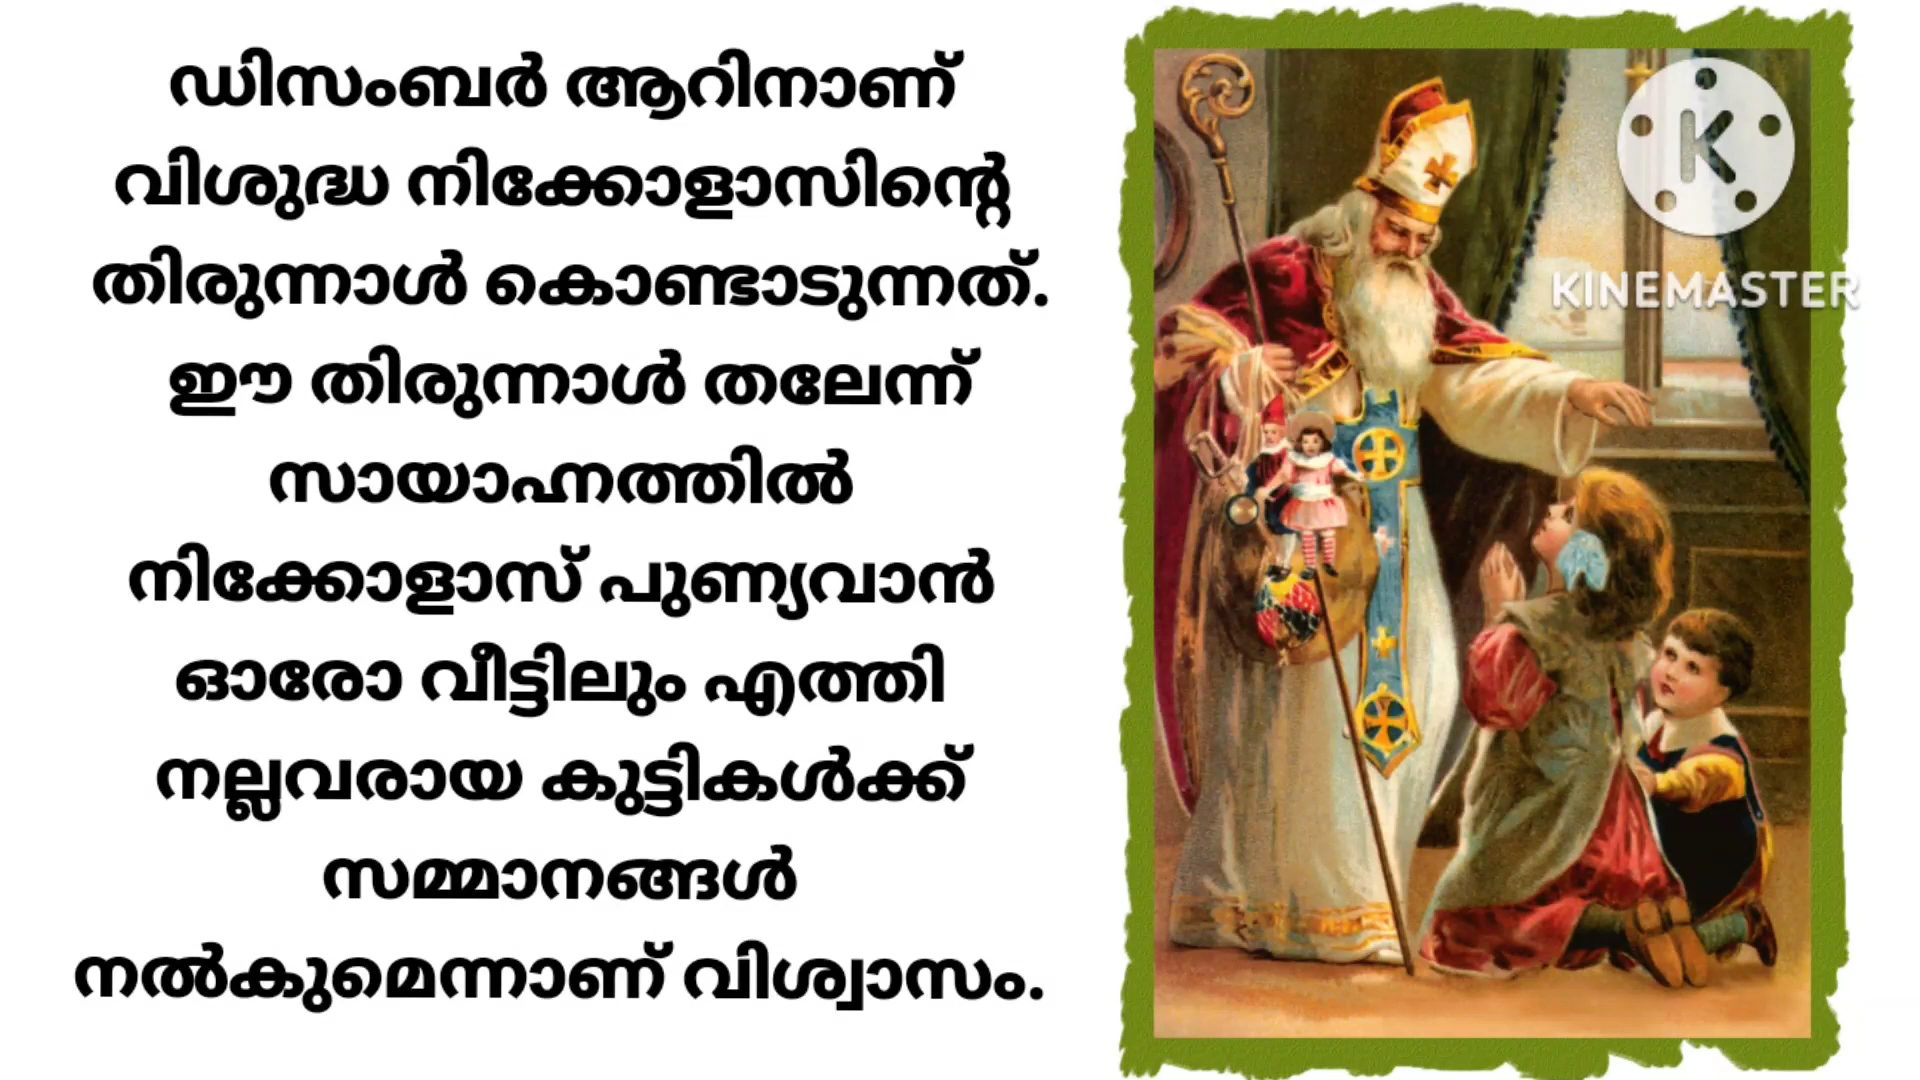 ഡിസംബർ ആറിനാണ്
വിശുദ്ധ നിക്കോളാസിന്റെ
തിരുന്നാൾ കൊണ്ടാടുന്നത്.
ഈ തിരുന്നാൾ തലേന്ന്
സായാഹ്നത്തിൽ
നിക്കോളാസ് പുണ്യവാൻ
ഓരോ വീട്ടിലും എത്തി
നല്ലവരായ കുട്ടികൾക്ക്
സമ്മാനങ്ങൾ
നൽകുമെന്നാണ് വിശ്വാസം.
K
KINEMASTER